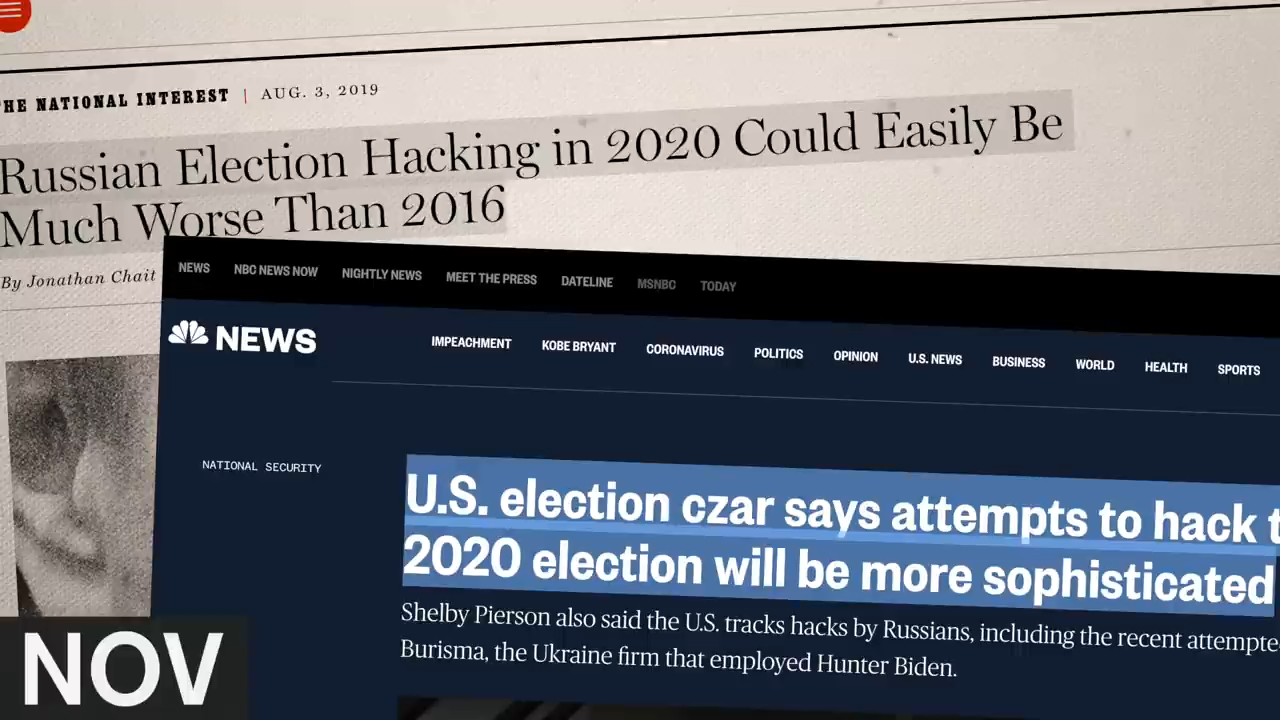 HE NATIONAL INTEREST | AUG. 3, 2019
Russian Election Hacking in 2020 Could Easily Be
Much Worse Than 2016
By Jonathan Chait
NEWS NBC NEWS NOW NIGHTLY NEWS MEET THE PRESS DATELINE MSNBC TODAY
NEWS
IMPEACHMENT KOBE BRYANT CORONAVIRUS POLITICS OPINION U.S. NEWS BUSINESS WORLD HEALTH SPORTS
NATIONAL SECURITY
U.S. election czar says attempts to hack t
2020 election will be more sophisticated
Shelby Pierson also said the U.S. tracks hacks by Russians, including the recent attempte
Burisma, the Ukraine firm that employed Hunter Biden.
NOV